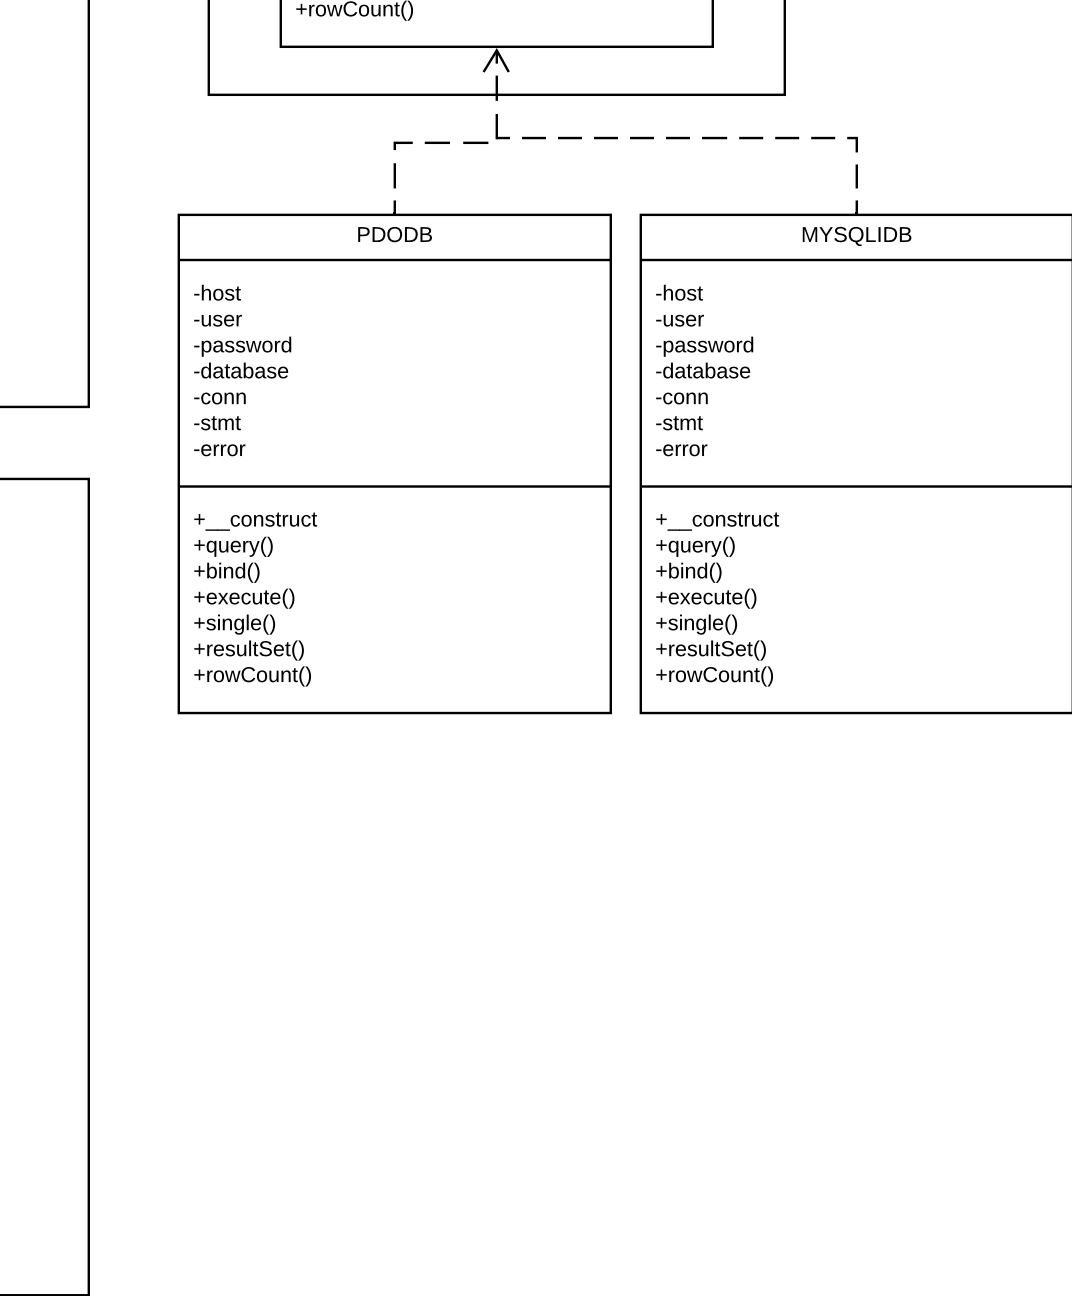 +rowCount()
PDODB
-host
-user
-password
-database
-conn
-stmt
-error
+__construct
+query()
+bind()
+execute()
+single()
+resultSet()
+rowCount()
MYSQLIDB
-host
-user
-password
-database
-conn
-stmt
-error
+__construct
+query()
+bind()
+execute()
+single()
+resultSet()
+rowCount()